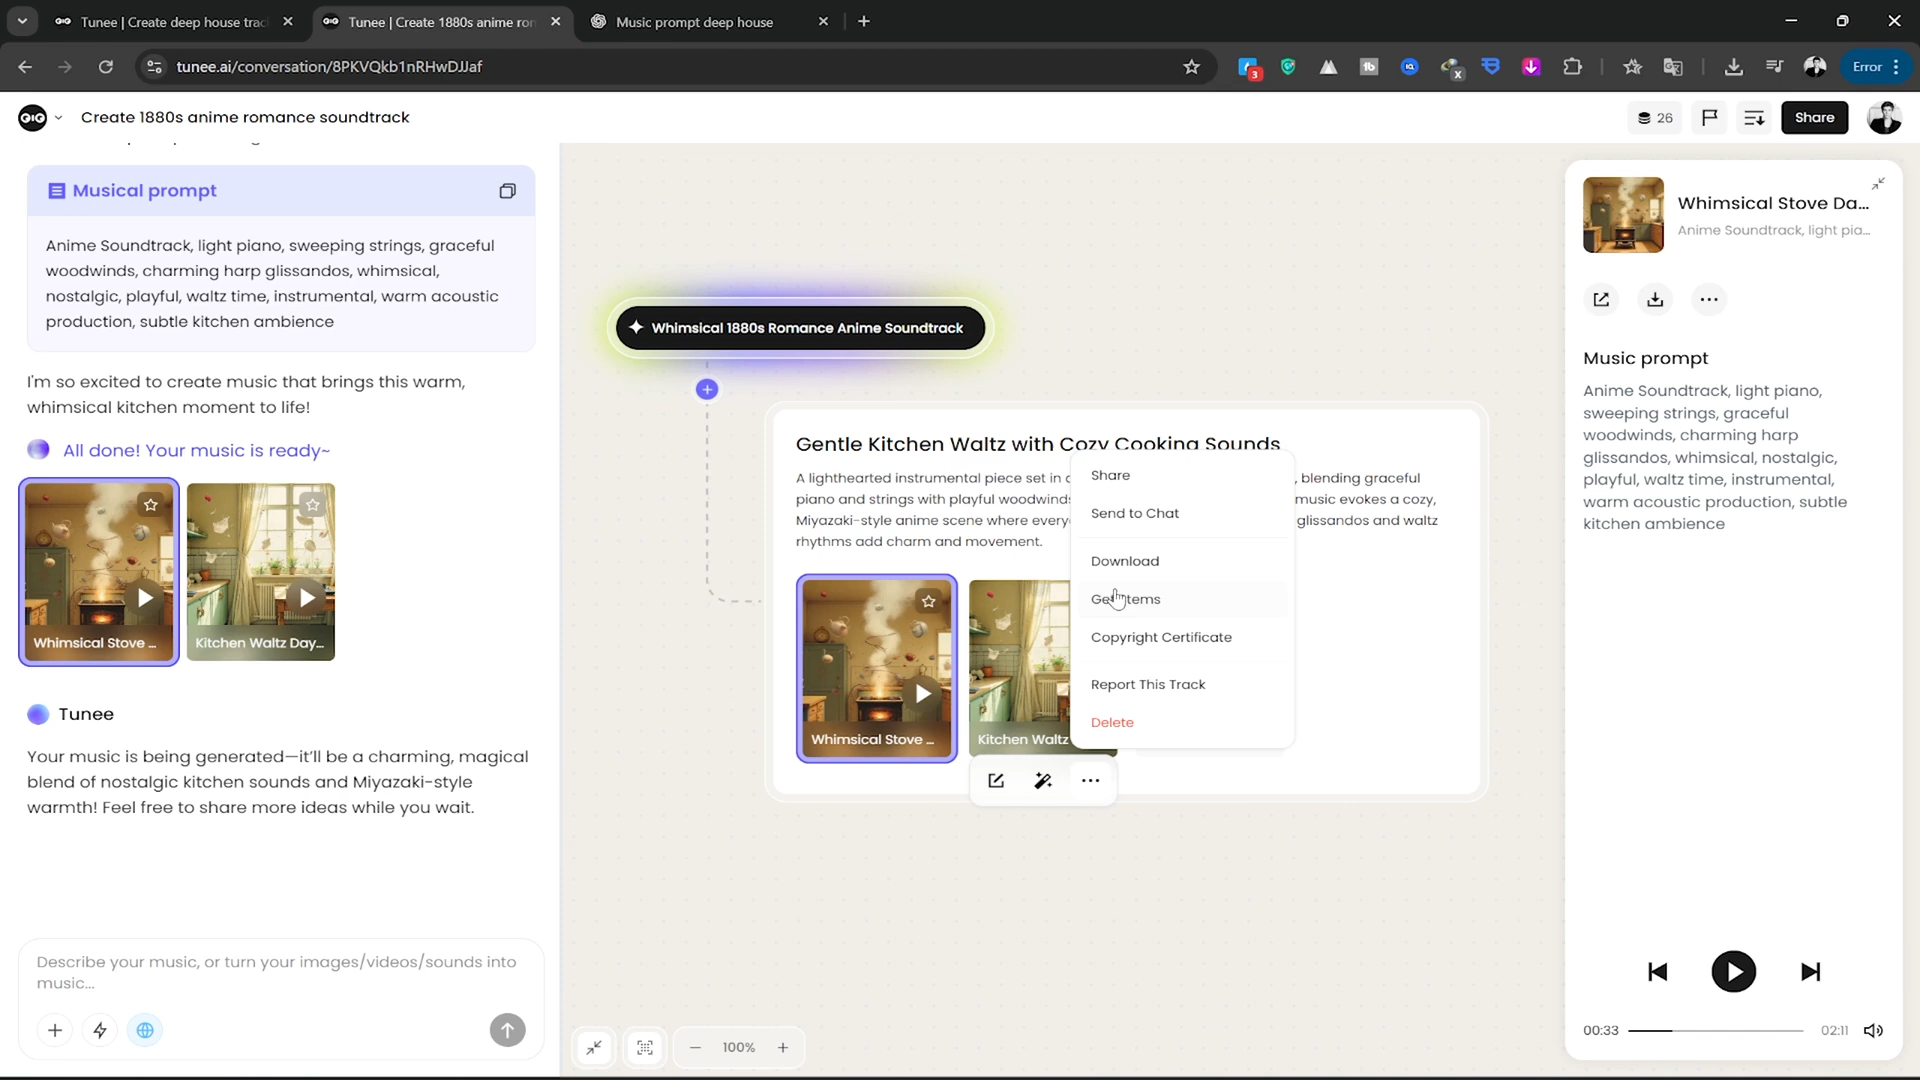 Tunee | Create deep house trac
Tunee | Create 1880s anime ron
Music prompt deep house
tunee.ai/conversation/8PKVQkb1nRHwDJJaf
3
Error
GIG
Create 1880s anime romance soundtrack
26
Share
Musical prompt
Anime Soundtrack, light piano, sweeping strings, graceful
woodwinds, charming harp glissandos, whimsical,
nostalgic, playful, waltz time, instrumental, warm acoustic
production, subtle kitchen ambience
I'm so excited to create music that brings this warm,
whimsical kitchen moment to life!
All done! Your music is ready~
Whimsical Stove ...
Kitchen Waltz Day...
Tunee
Your music is being generated—it'll be a charming, magical
blend of nostalgic kitchen sounds and Miyazaki-style
warmth! Feel free to share more ideas while you wait.
Describe your music, or turn your images/videos/sounds into
music...
Whimsical 1880s Romance Anime Soundtrack
Gentle Kitchen Waltz with Cozy Cooking Sounds
A lighthearted instrumental piece set in a , blending graceful
piano and strings with playful woodwinds music evokes a cozy,
Miyazaki-style anime scene where every glissandos and waltz
rhythms add charm and movement.
Whimsical Stove ...
Kitchen Waltz
Share
Send to Chat
Download
Get Items
Copyright Certificate
Report This Track
Delete
100%
Whimsical Stove Da...
Anime Soundtrack, light pia...
Music prompt
Anime Soundtrack, light piano,
sweeping strings, graceful
woodwinds, charming harp
glissandos, whimsical, nostalgic,
playful, waltz time, instrumental,
warm acoustic production, subtle
kitchen ambience
00:33
02:11